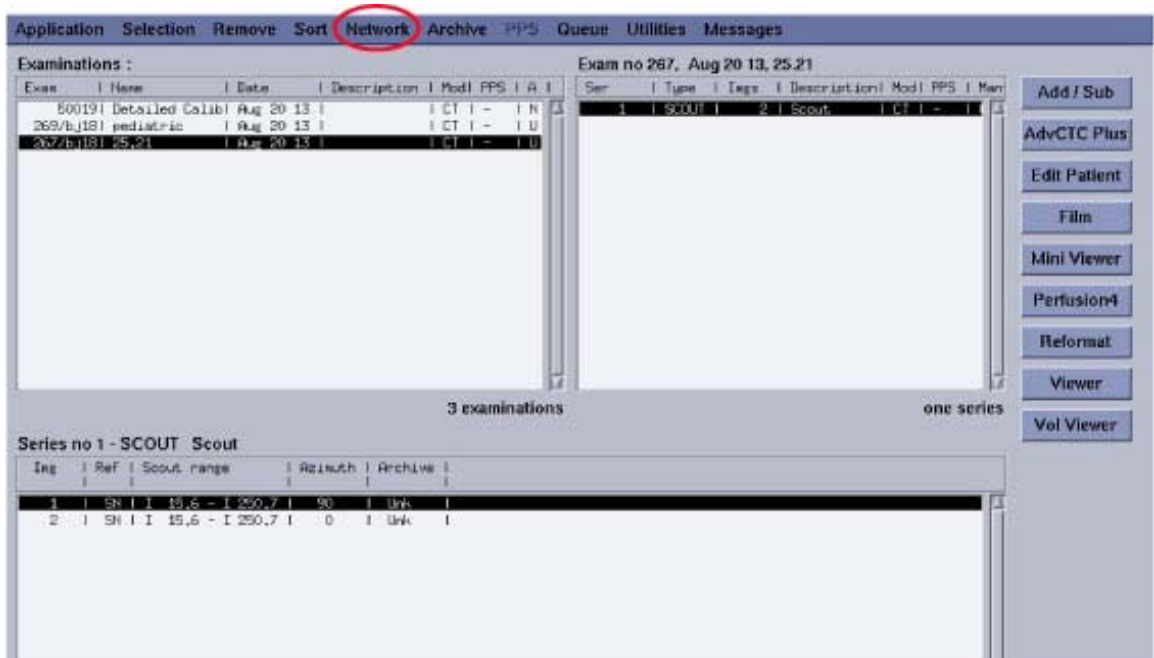 Application Selection Remove Sort Network Archive PPS Queue Utilities Messages
Examinations :
Exam | Name | Date | Description | Mod| PPS | A |
50019| Detailed Calib| Aug 20 13 | | CT | - | N
269/bj18| pediatric | Aug 20 13 | | CT | - | U
267/bj18| 25,21 | Aug 20 13 | | CT | - | U
3 examinations
Exam no 267, Aug 20 13, 25.21
Ser | Type | Imgs | Description| Mod| PPS | Man
1 | SCOUT | 2 | Scout | CT | - |
one series
Add / Sub
AdvCTC Plus
Edit Patient
Film
Mini Viewer
Perfusion4
Reformat
Viewer
Vol Viewer
Series no 1 - SCOUT Scout
Img | Ref | Scout range | Azimuth | Archive |
1 | SN | I 15.6 - I 250.7 | 90 | Unk |
2 | SN | I 15.6 - I 250.7 | 0 | Unk |